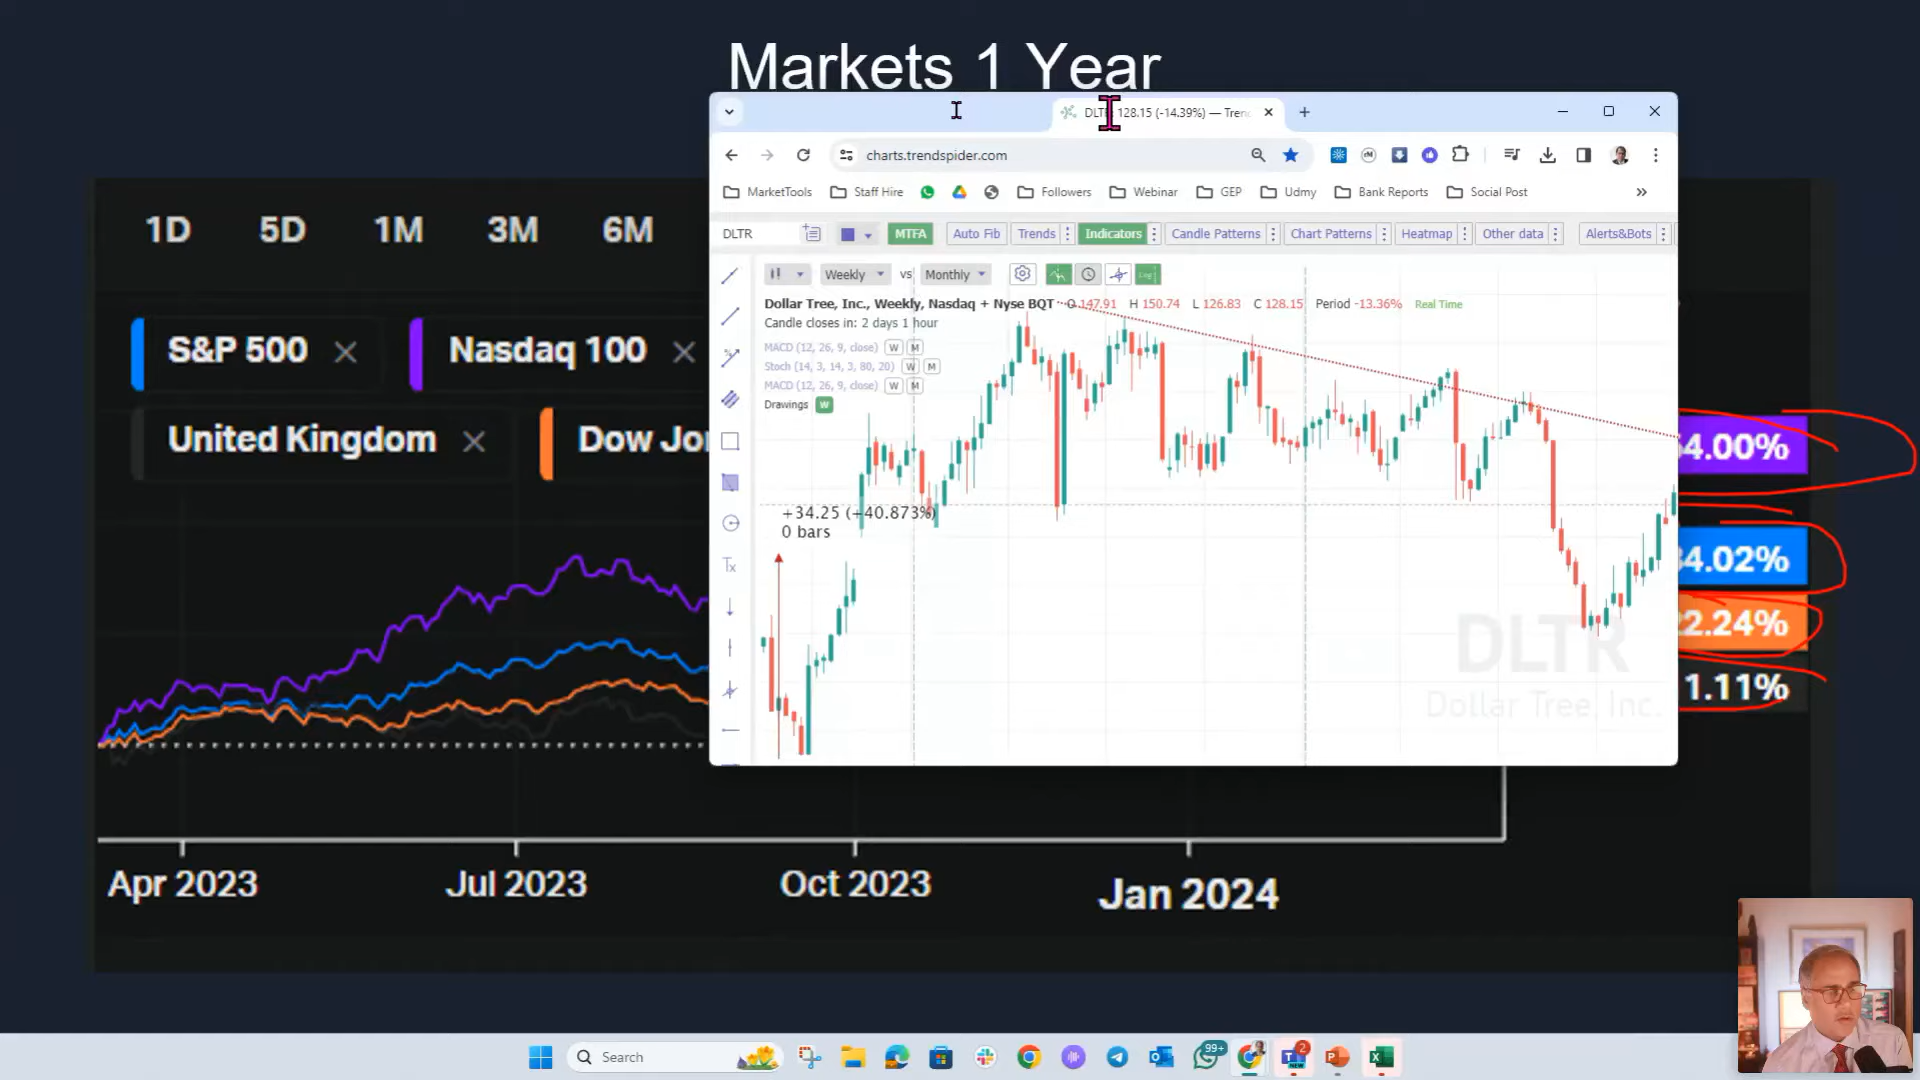 Markets 1 Year
128.15 (-14.39%) —
charts.trendspider.com
MarketTools Staff Hire Followers Webinar GEP Udmy Bank Reports Social Post »
DLTR MTFA Auto Fib Trends Indicators Candle Patterns Chart Patterns Heatmap Other data Alerts&Bots
Weekly vs Monthly
Dollar Tree, Inc., Weekly, Nasdaq + Nyse BQT O 147.91 H 150.74 L 126.83 C 128.15 Period -13.36% Real Time
Candle closes in: 2 days 1 hour
MACD (12, 26, 9, close) W M
Stoch (14, 3, 14, 3, 80, 20) W M
MACD (12, 26, 9, close) W M
Drawings W
+34.25 (+40.873%)
0 bars
Tx
DLTR
Dollar Tree, Inc.
1D 5D 1M 3M 6M
S&P 500 Nasdaq 100
United Kingdom Dow
4.00%
4.02%
2.24%
1.11%
Apr 2023 Jul 2023 Oct 2023 Jan 2024
Search
99+
2
NEW